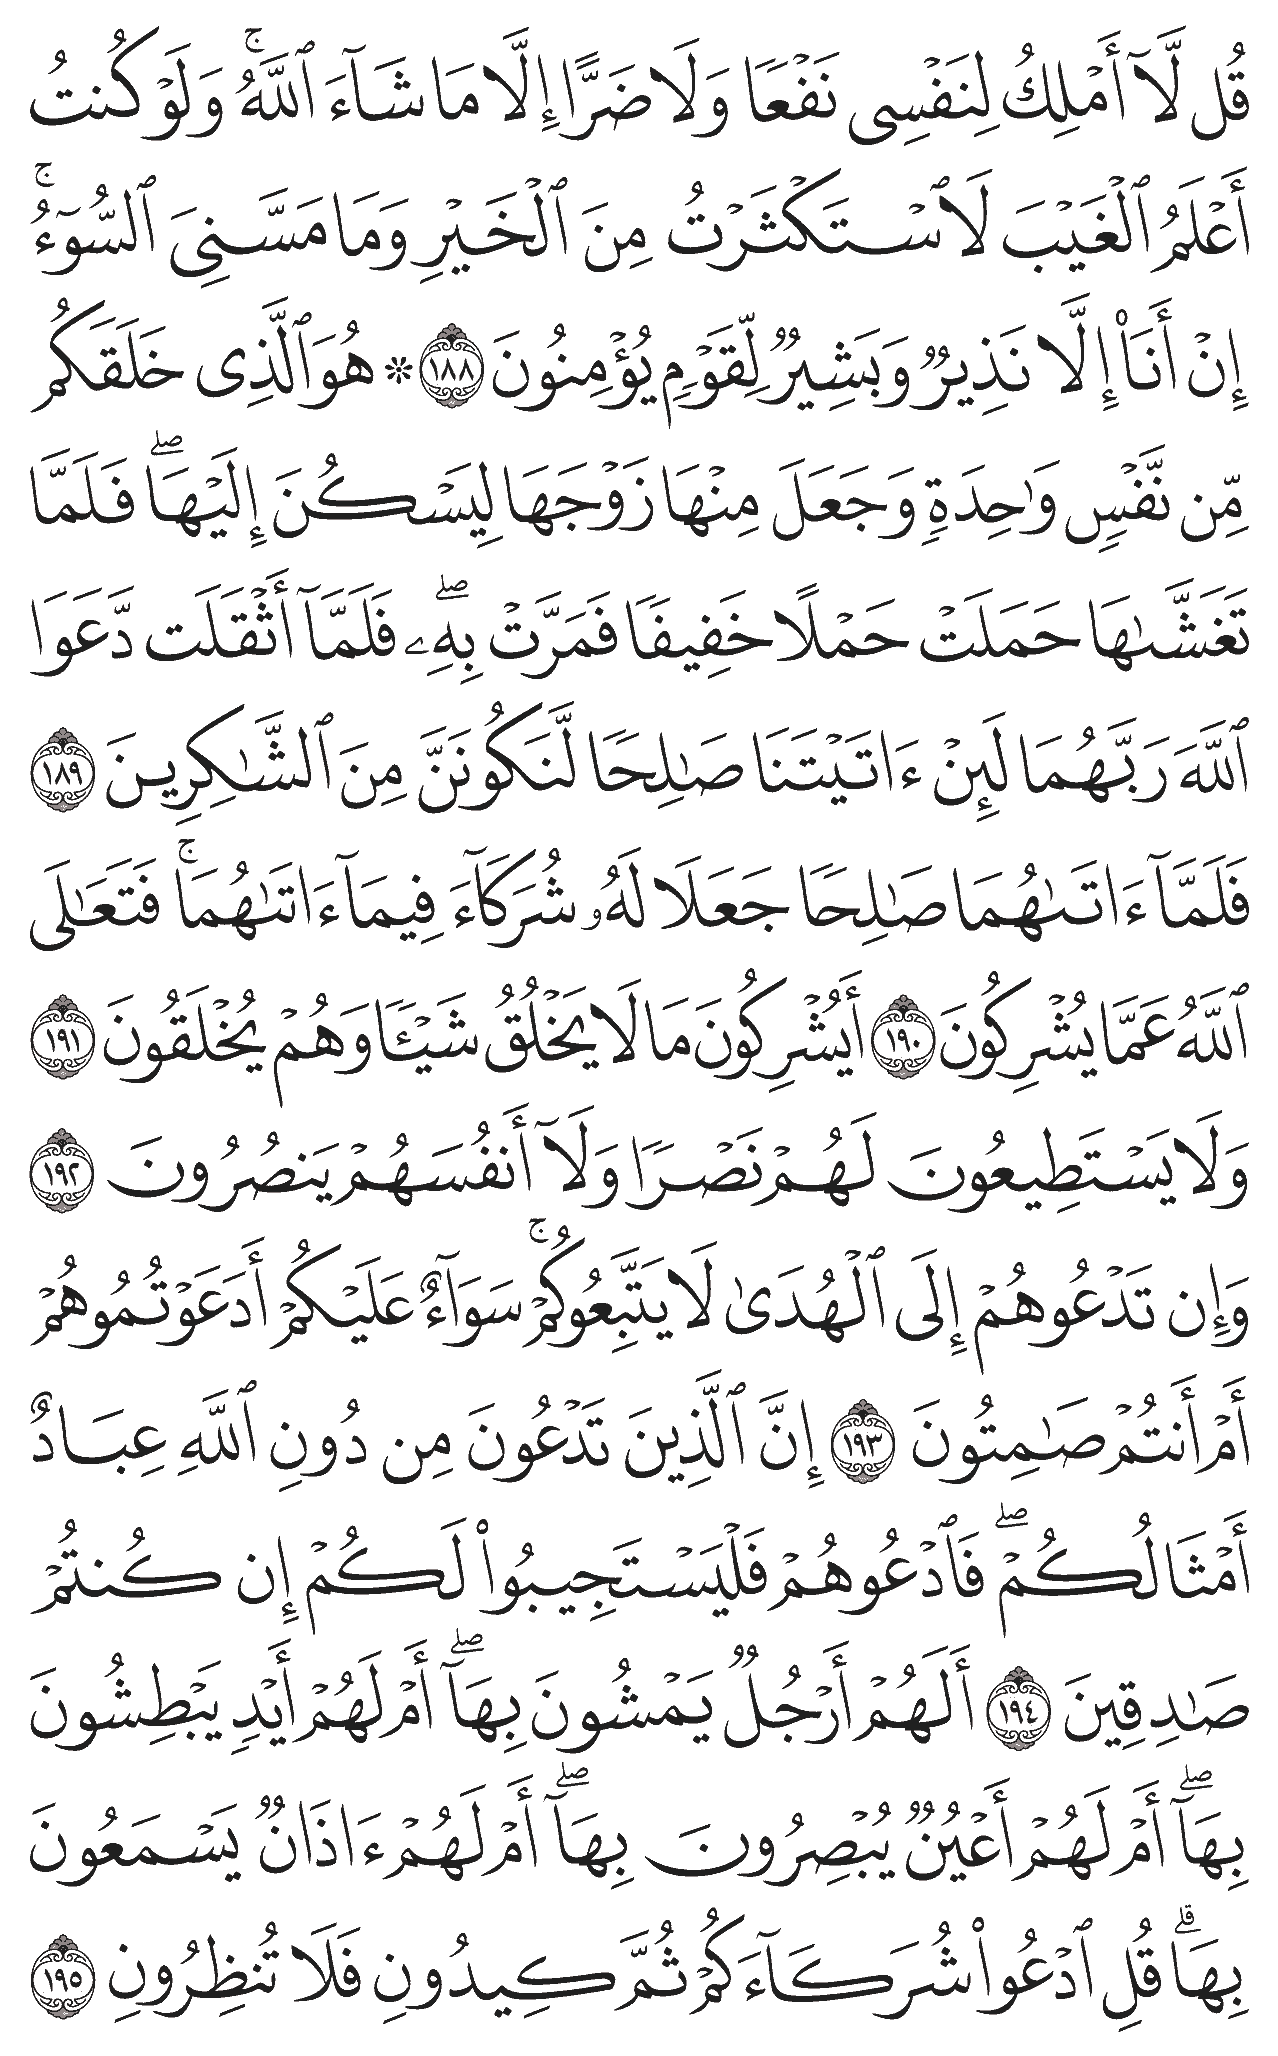 قُل لَّآ أَمۡلِكُ لِنَفۡسِي نَفۡعٗا وَلَا ضَرًّا إِلَّا مَا شَآءَ ٱللَّهُۚ وَلَوۡ كُنتُ
أَعۡلَمُ ٱلۡغَيۡبَ لَٱسۡتَكۡثَرۡتُ مِنَ ٱلۡخَيۡرِ وَمَا مَسَّنِيَ ٱلسُّوٓءُۚ
إِنۡ أَنَا۠ إِلَّا نَذِيرٞ وَبَشِيرٞ لِّقَوۡمٖ يُؤۡمِنُونَ ١٨٨ ۞ هُوَ ٱلَّذِي خَلَقَكُم
مِّن نَّفۡسٖ وَٰحِدَةٖ وَجَعَلَ مِنۡهَا زَوۡجَهَا لِيَسۡكُنَ إِلَيۡهَاۖ فَلَمَّا
تَغَشَّىٰهَا حَمَلَتۡ حَمۡلًا خَفِيفٗا فَمَرَّتۡ بِهِۦۖ فَلَمَّآ أَثۡقَلَت دَّعَوَا
ٱللَّهَ رَبَّهُمَا لَئِنۡ ءَاتَيۡتَنَا صَٰلِحٗا لَّنَكُونَنَّ مِنَ ٱلشَّٰكِرِينَ ١٨٩
فَلَمَّآ ءَاتَىٰهُمَا صَٰلِحٗا جَعَلَا لَهُۥ شُرَكَآءَ فِيمَآ ءَاتَىٰهُمَاۚ فَتَعَٰلَى
ٱللَّهُ عَمَّا يُشۡرِكُونَ ١٩٠ أَيُشۡرِكُونَ مَا لَا يَخۡلُقُ شَيۡـٔٗا وَهُمۡ يُخۡلَقُونَ ١٩١
وَلَا يَسۡتَطِيعُونَ لَهُمۡ نَصۡرٗا وَلَآ أَنفُسَهُمۡ يَنصُرُونَ ١٩٢
وَإِن تَدۡعُوهُمۡ إِلَى ٱلۡهُدَىٰ لَا يَتَّبِعُوكُمۡۚ سَوَآءٌ عَلَيۡكُمۡ أَدَعَوۡتُمُوهُمۡ
أَمۡ أَنتُمۡ صَٰمِتُونَ ١٩٣ إِنَّ ٱلَّذِينَ تَدۡعُونَ مِن دُونِ ٱللَّهِ عِبَادٌ
أَمۡثَالُكُمۡۖ فَٱدۡعُوهُمۡ فَلۡيَسۡتَجِيبُواْ لَكُمۡ إِن كُنتُمۡ
صَٰدِقِينَ ١٩٤ أَلَهُمۡ أَرۡجُلٞ يَمۡشُونَ بِهَآۖ أَمۡ لَهُمۡ أَيۡدٖ يَبۡطِشُونَ
بِهَآۖ أَمۡ لَهُمۡ أَعۡيُنٞ يُبۡصِرُونَ بِهَآۖ أَمۡ لَهُمۡ ءَاذَانٞ يَسۡمَعُونَ
بِهَاۗ قُلِ ٱدۡعُواْ شُرَكَآءَكُمۡ ثُمَّ كِيدُونِ فَلَا تُنظِرُونِ ١٩٥